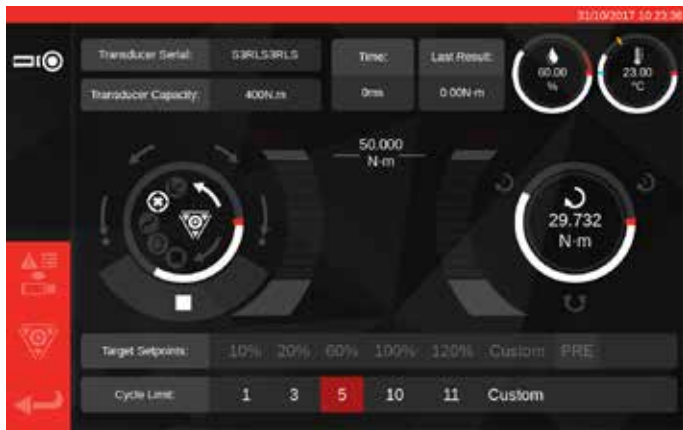 31/10/2017 10:23:36
Transducer Serial: S3RLS3RLS
Time: Last Result:
Transducer Capacity: 400N.m
0ms 0.00N·m
60.00
%
23.00
°C
50.000
N·m
29.732
N·m
Target Setpoints: 10% 20% 60% 100% 120% Custom PRE
Cycle Limit: 1 3 5 10 11 Custom